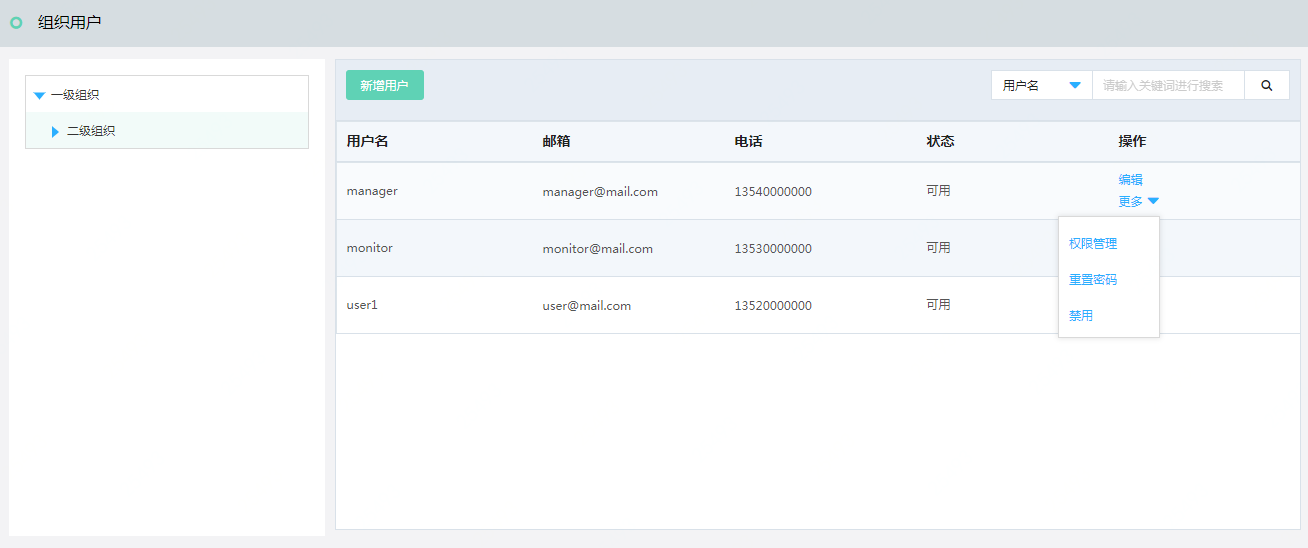 组织用户
一级组织
二级组织
新增用户
用户名 请输入关键词进行搜索
用户名 邮箱 电话 状态 操作
manager manager@mail.com 13540000000 可用 编辑
更多
monitor monitor@mail.com 13530000000 可用
权限管理
重置密码
user1 user@mail.com 13520000000 可用
禁用